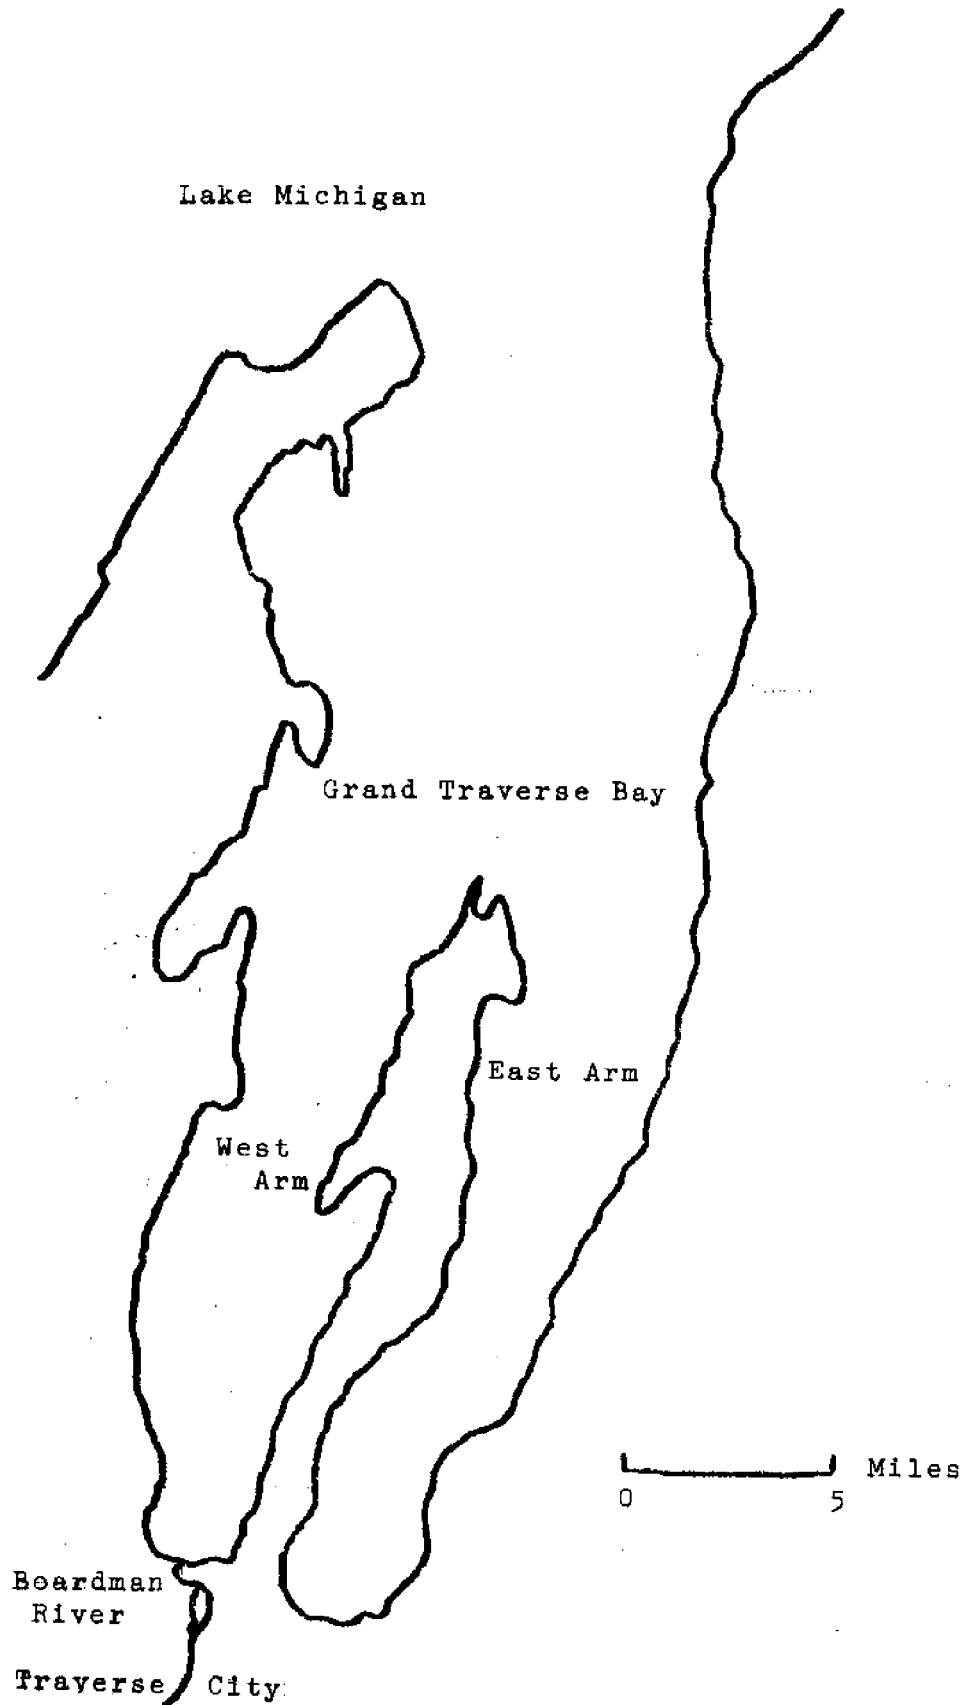 Lake Michigan
Grand Traverse Bay
East Arm
West
Arm
Miles
0 5
Boardman
River
Traverse City